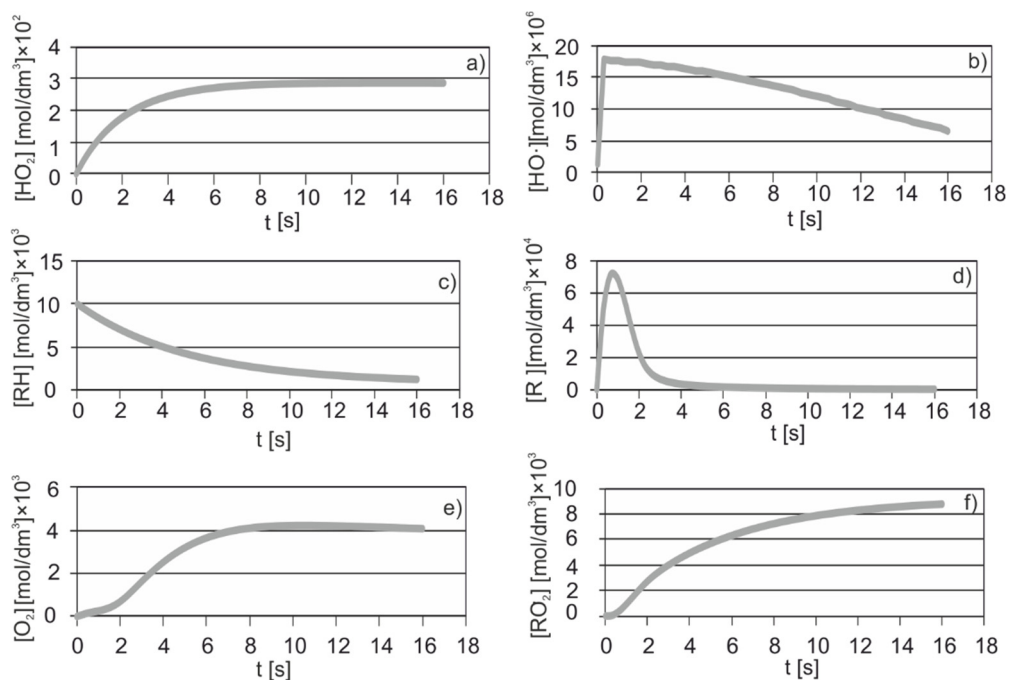 a)
[HO₂] [mol/dm³]×10²
4
3
2
1
0
0 2 4 6 8 10 12 14 16 18
t [s]
b)
[HO·][mol/dm³]×10⁶
20
15
10
5
0
0 2 4 6 8 10 12 14 16 18
t [s]
c)
[RH] [mol/dm³]×10³
15
10
5
0
0 2 4 6 8 10 12 14 16 18
t [s]
d)
[R ][mol/dm³]×10⁴
8
6
4
2
0
0 2 4 6 8 10 12 14 16 18
t [s]
e)
[O₂][mol/dm³]×10³
6
4
2
0
0 2 4 6 8 10 12 14 16 18
t [s]
f)
[RO₂] [mol/dm³]×10³
10
8
6
4
2
0
0 2 4 6 8 10 12 14 16 18
t [s]